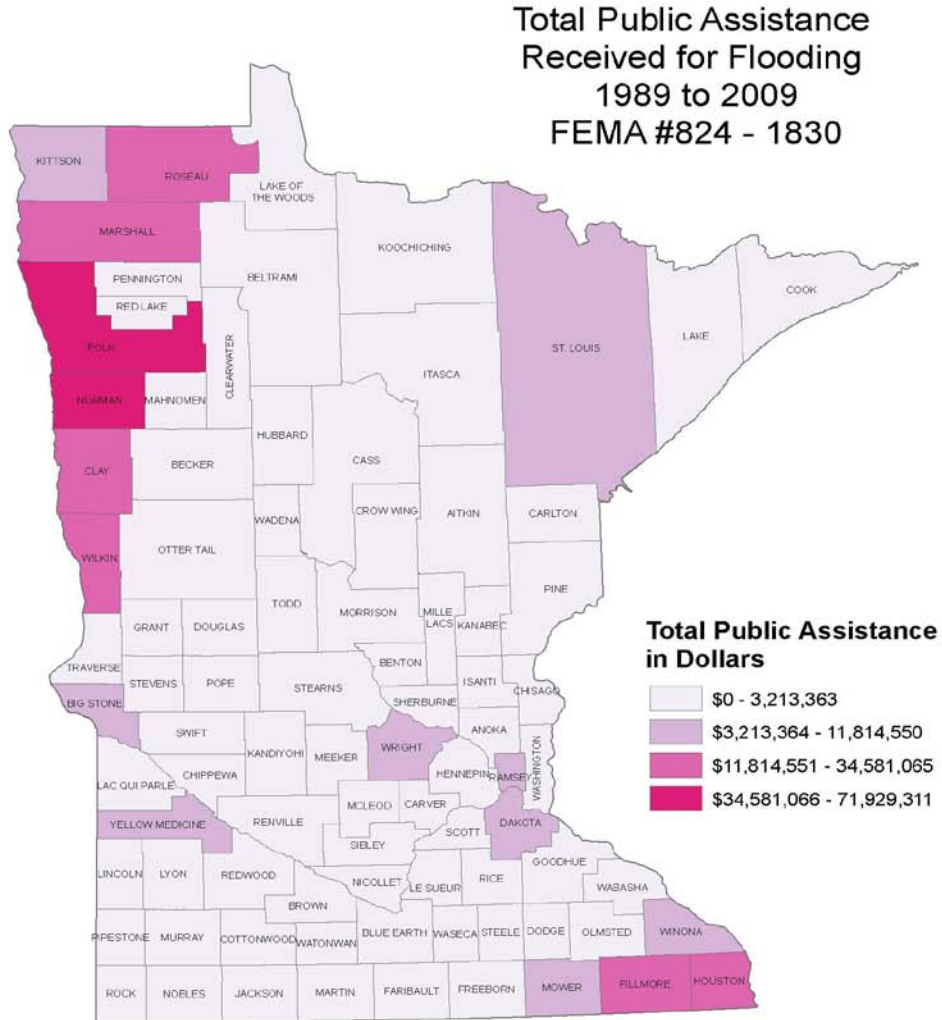 Total Public Assistance
Received for Flooding
1989 to 2009
FEMA #824 - 1830
KITTSON
ROSEAU
LAKE OF
THE WOODS
MARSHALL
KOOCHICHING
PENNINGTON
BELTRAMI
RED LAKE
COOK
LAKE
POLK
ST. LOUIS
CLEARWATER
ITASCA
NORMAN
MAHNOMEN
HUBBARD
CASS
CLAY
BECKER
WADENA
CROW WING
AITKIN
CARLTON
OTTER TAIL
WILKIN
PINE
TODD
MORRISON
MILLE
LACS
KANABEC
GRANT
DOUGLAS
TRAVERSE
BENTON
STEVENS
POPE
STEARNS
ISANTI
CHISAGO
BIG STONE
SHERBURNE
SWIFT
ANOKA
KANDIYOHI
MEEKER
WRIGHT
WASHINGTON
HENNEPIN
RAMSEY
LAC QUI PARLE
CHIPPEWA
MCLEOD
CARVER
YELLOW MEDICINE
RENVILLE
DAKOTA
SCOTT
SIBLEY
GOODHUE
LINCOLN
LYON
REDWOOD
NICOLLET
LE SUEUR
RICE
WABASHA
BROWN
PIPESTONE
MURRAY
COTTONWOOD
WATONWAN
BLUE EARTH
WASECA
STEELE
DODGE
OLMSTED
WINONA
ROCK
NOBLES
JACKSON
MARTIN
FARIBAULT
FREEBORN
MOWER
FILLMORE
HOUSTON
Total Public Assistance
in Dollars
$0 - 3,213,363
$3,213,364 - 11,814,550
$11,814,551 - 34,581,065
$34,581,066 - 71,929,311